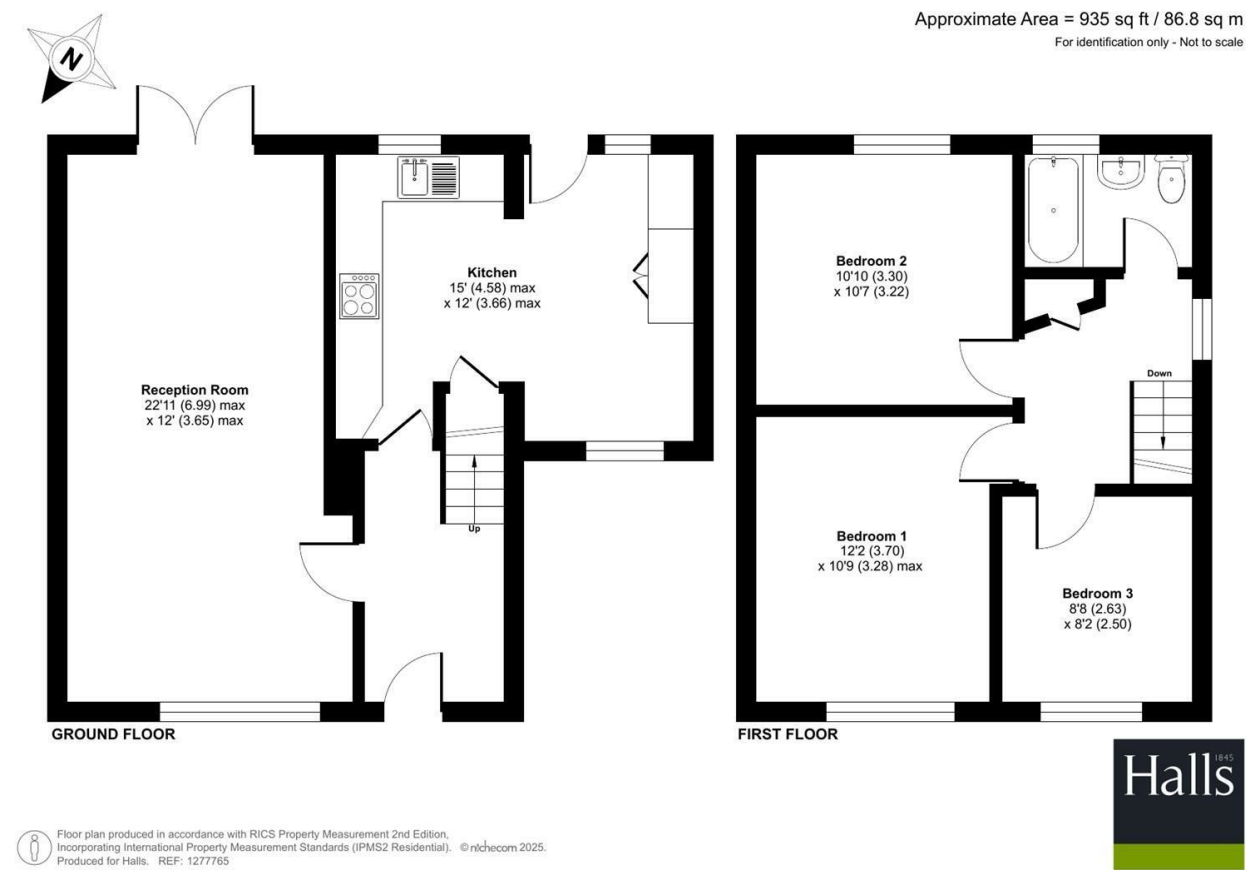 Approximate Area = 935 sq ft / 86.8 sq m
For identification only - Not to scale
N
Reception Room
22'11 (6.99) max
x 12' (3.65) max
Kitchen
15' (4.58) max
x 12' (3.66) max
Up
GROUND FLOOR
Bedroom 2
10'10 (3.30)
x 10'7 (3.22)
Down
Bedroom 1
12'2 (3.70)
x 10'9 (3.28) max
Bedroom 3
8'8 (2.63)
x 8'2 (2.50)
FIRST FLOOR
1845
Halls
Floor plan produced in accordance with RICS Property Measurement 2nd Edition,
Incorporating International Property Measurement Standards (IPMS2 Residential). © nichecom 2025.
Produced for Halls. REF: 1277765